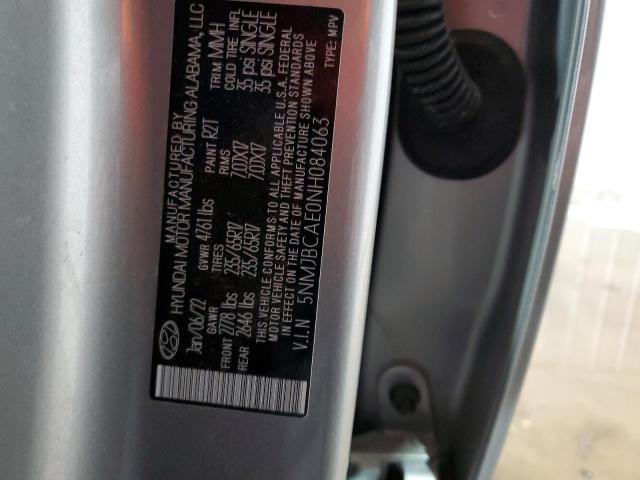 MANUFACTURED BY
HYUNDAI MOTOR MANUFACTURING ALABAMA, LLC
Jan/06/22 GVWR 4761 lbs PAINT R2T TRIM MMH
GAWR TIRES RIMS COLD TIRE INFL
FRONT 2778 lbs 235/65R17 7.0JX17 35 psi SINGLE
REAR 2646 lbs 235/65R17 7.0JX17 35 psi SINGLE
THIS VEHICLE CONFORMS TO ALL APPLICABLE U.S.A. FEDERAL
MOTOR VEHICLE SAFETY AND THEFT PREVENTION STANDARDS
IN EFFECT ON THE DATE OF MANUFACTURE SHOWN ABOVE
V.I.N 5NMJBCAE0NH084063 TYPE: MPV